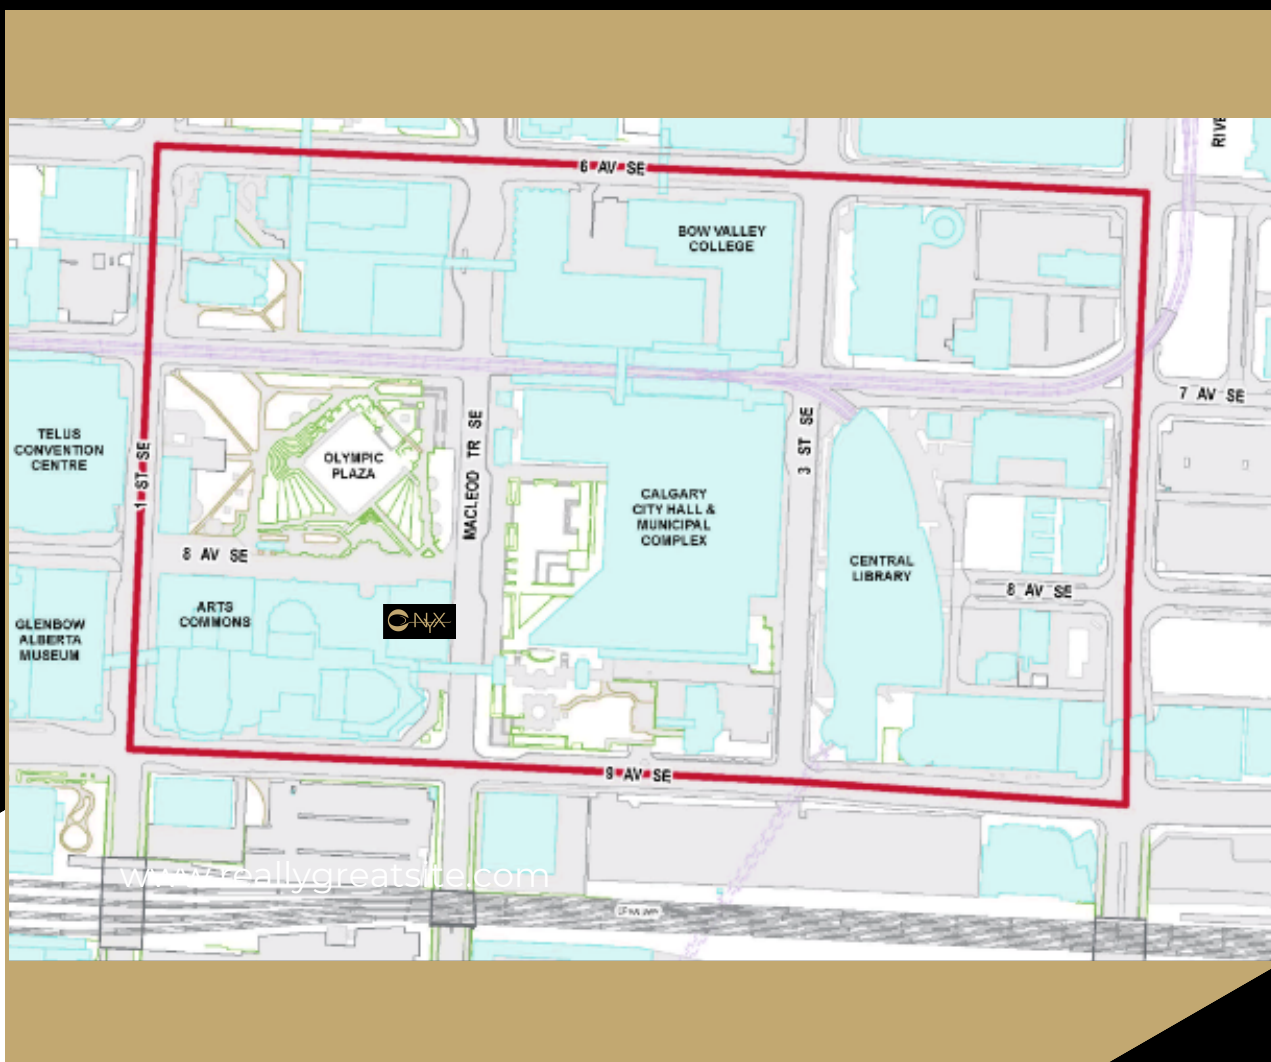 RIVE
6 AV SE
BOW VALLEY
COLLEGE
7 AV SE
TELUS
CONVENTION
CENTRE
1 ST SE
OLYMPIC
PLAZA
MACLEOD TR SE
3 ST SE
CALGARY
CITY HALL &
MUNICIPAL
COMPLEX
8 AV SE
CENTRAL
LIBRARY
8 AV SE
ARTS
COMMONS
ONYX
GLENBOW
ALBERTA
MUSEUM
9 AV SE
www.reallygreatsite.com